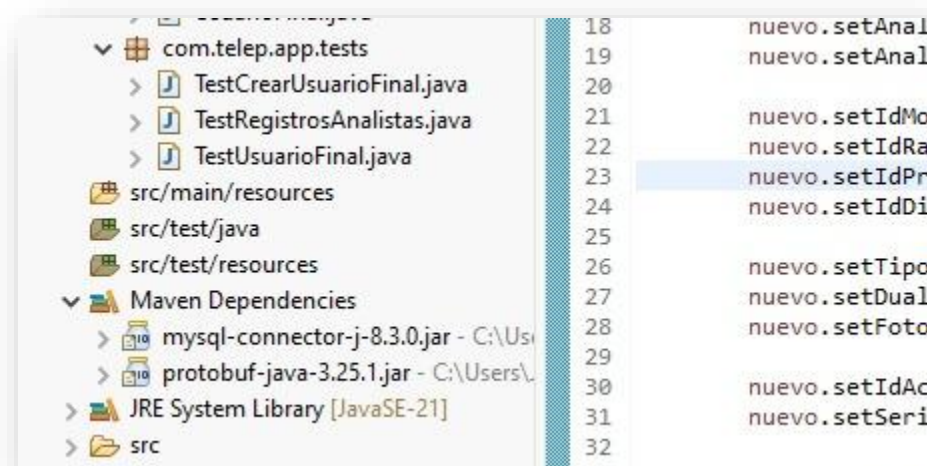 com.telep.app.tests
TestCrearUsuarioFinal.java
TestRegistrosAnalistas.java
TestUsuarioFinal.java
src/main/resources
src/test/java
src/test/resources
Maven Dependencies
mysql-connector-j-8.3.0.jar - C:\Use
protobuf-java-3.25.1.jar - C:\Users\
JRE System Library [JavaSE-21]
src
18 nuevo.setAnal
19 nuevo.setAnal
20
21 nuevo.setIdMo
22 nuevo.setIdRa
23 nuevo.setIdPr
24 nuevo.setIdDi
25
26 nuevo.setTipo
27 nuevo.setDual
28 nuevo.setFoto
29
30 nuevo.setIdAc
31 nuevo.setSeri
32